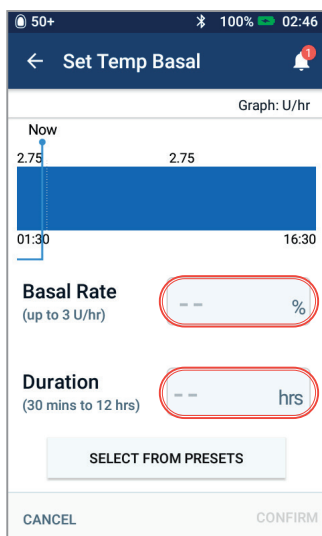 50+ 100% 02:46
Set Temp Basal 1
Graph: U/hr
Now
2.75 2.75
01:30 16:30
Basal Rate -- %
(up to 3 U/hr)
Duration -- hrs
(30 mins to 12 hrs)
SELECT FROM PRESETS
CANCEL CONFIRM